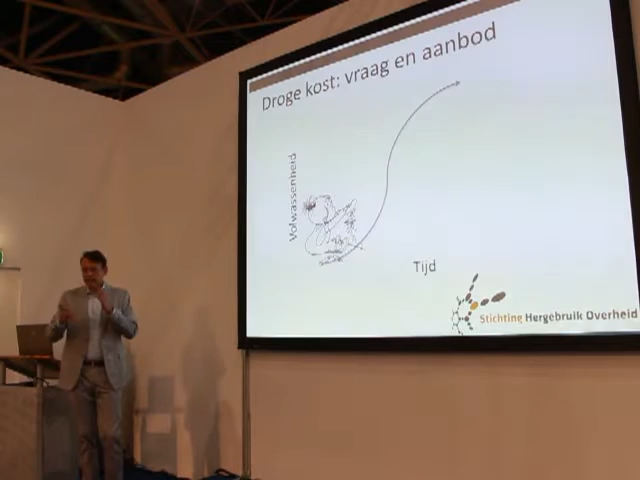 Droge kost: vraag en aanbod
Volwassenheid
Tijd
Stichting Hergebruik Overheid